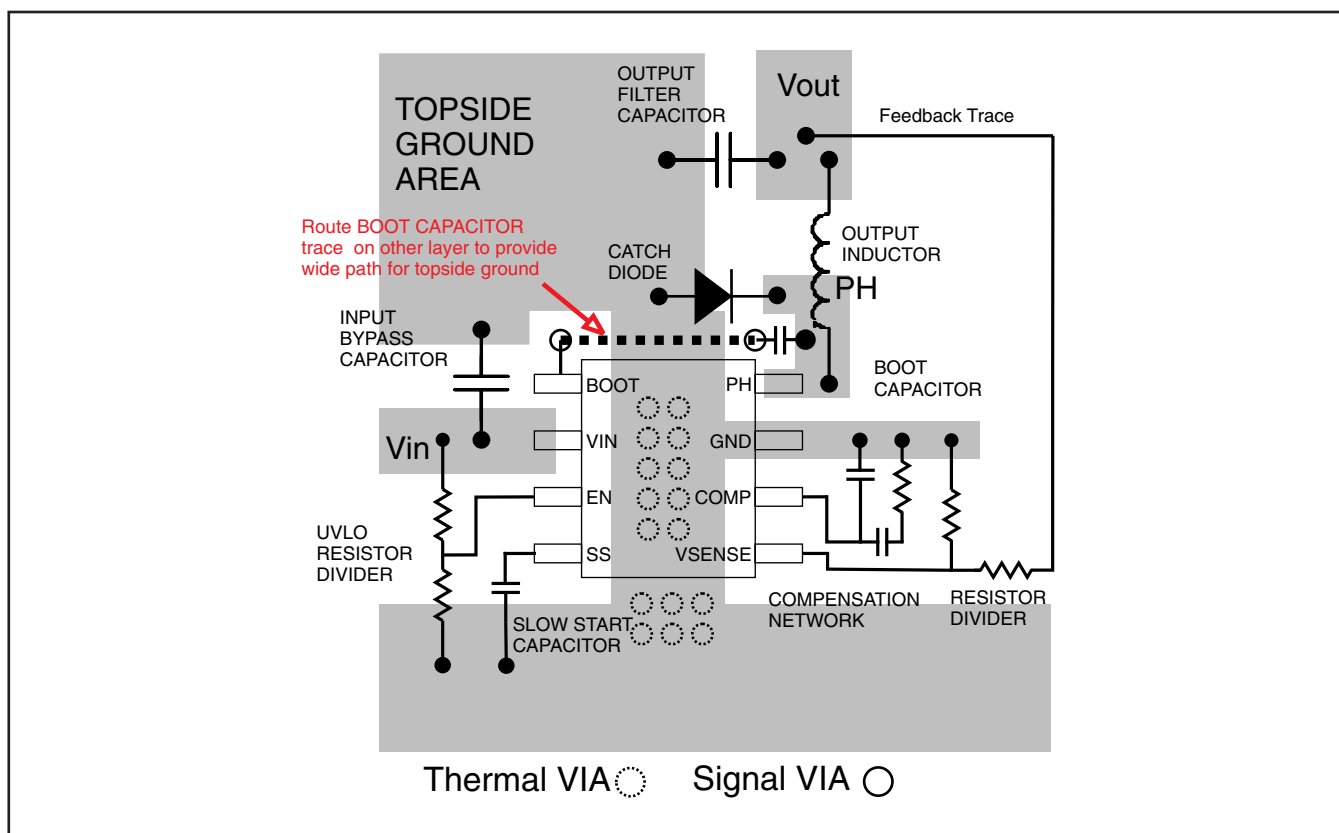 OUTPUT
FILTER
CAPACITOR
Vout
TOPSIDE
GROUND
AREA
Feedback Trace
Route BOOT CAPACITOR
trace on other layer to provide
wide path for topside ground
CATCH
DIODE
OUTPUT
INDUCTOR
PH
INPUT
BYPASS
CAPACITOR
BOOT
PH
BOOT
CAPACITOR
Vin
VIN
GND
EN
COMP
UVLO
RESISTOR
DIVIDER
SS
VSENSE
SLOW START
CAPACITOR
COMPENSATION
NETWORK
RESISTOR
DIVIDER
Thermal VIA
Signal VIA